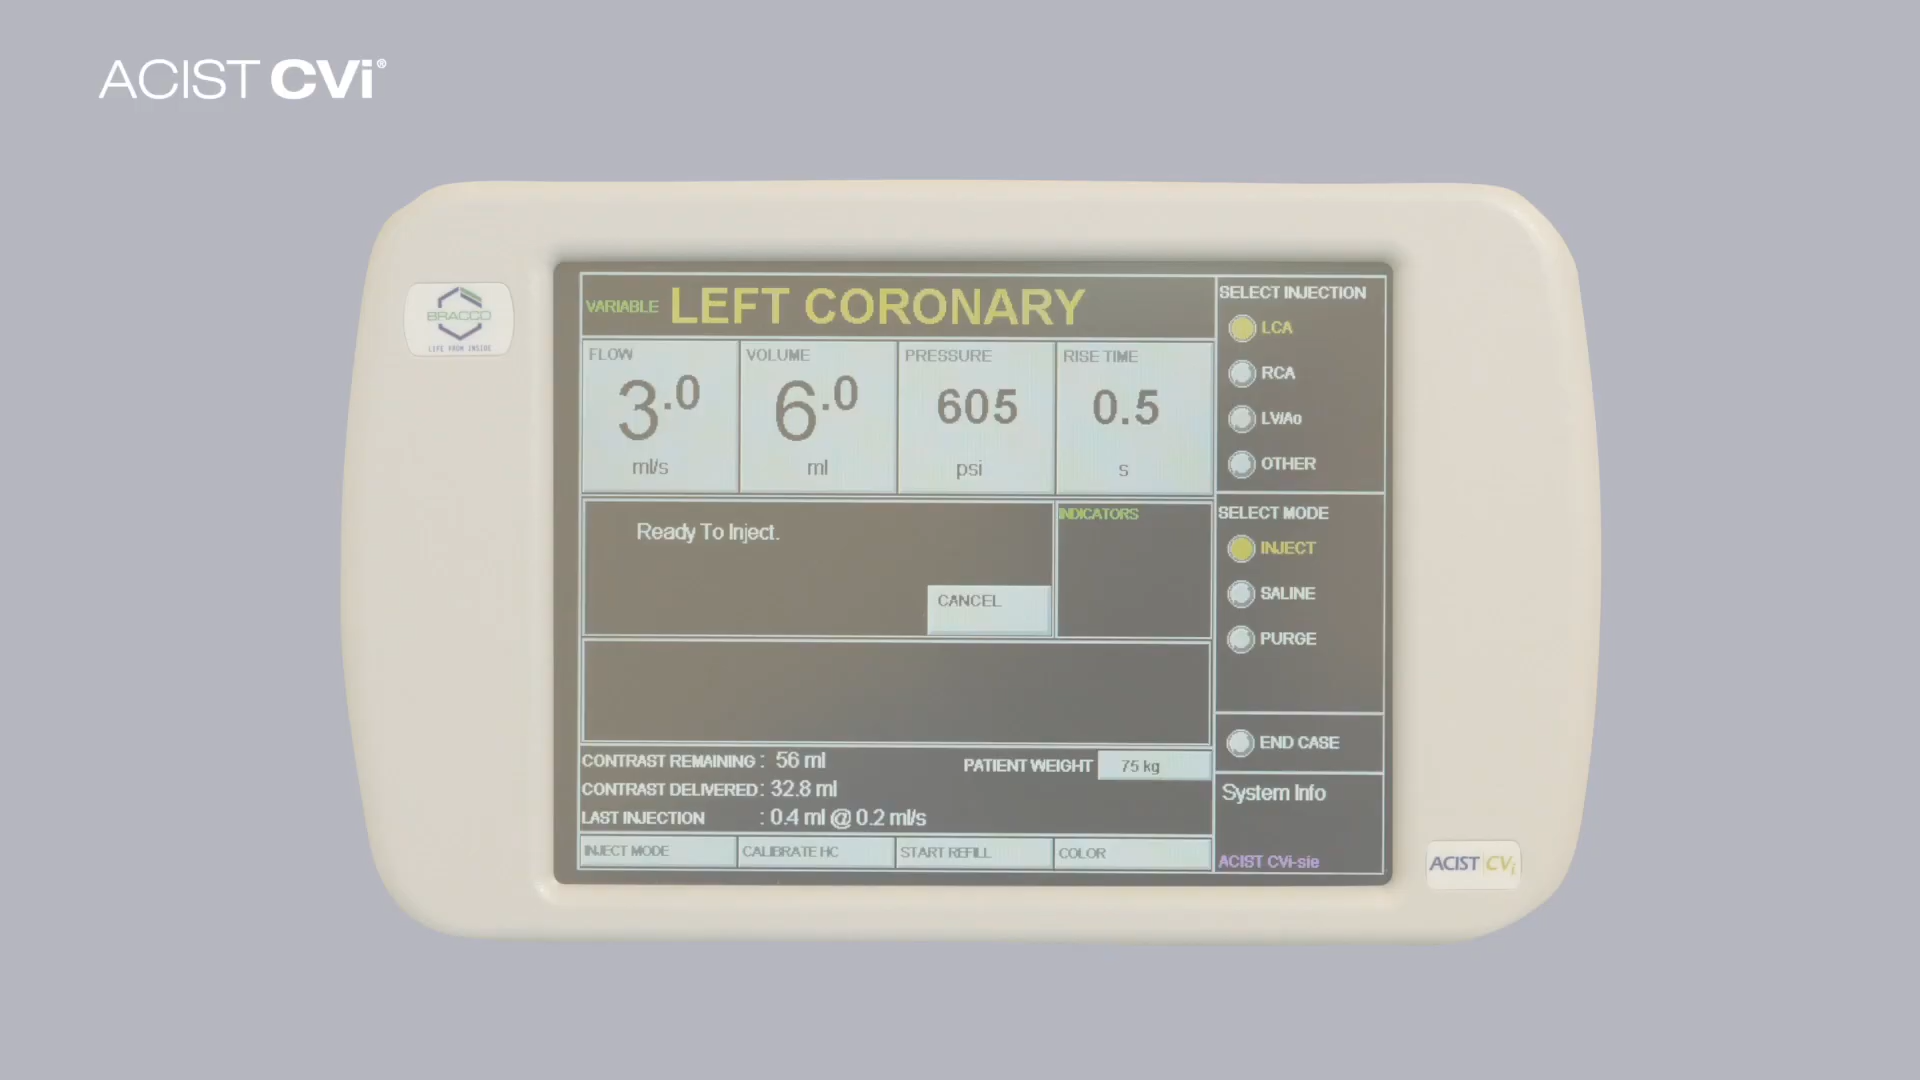 ACIST CVi®
BRACCO
LIFE FROM INSIDE
VARIABLE LEFT CORONARY
FLOW
3.0
ml/s
VOLUME
6.0
ml
PRESSURE
605
psi
RISE TIME
0.5
s
Ready To Inject.
CANCEL
INDICATORS
CONTRAST REMAINING : 56 ml
CONTRAST DELIVERED : 32.8 ml
LAST INJECTION : 0.4 ml @ 0.2 ml/s
PATIENT WEIGHT 75 kg
INJECT MODE
CALIBRATE HC
START REFILL
COLOR
SELECT INJECTION
LCA
RCA
LV/Ao
OTHER
SELECT MODE
INJECT
SALINE
PURGE
END CASE
System Info
ACIST CVi-sie
ACIST CVi